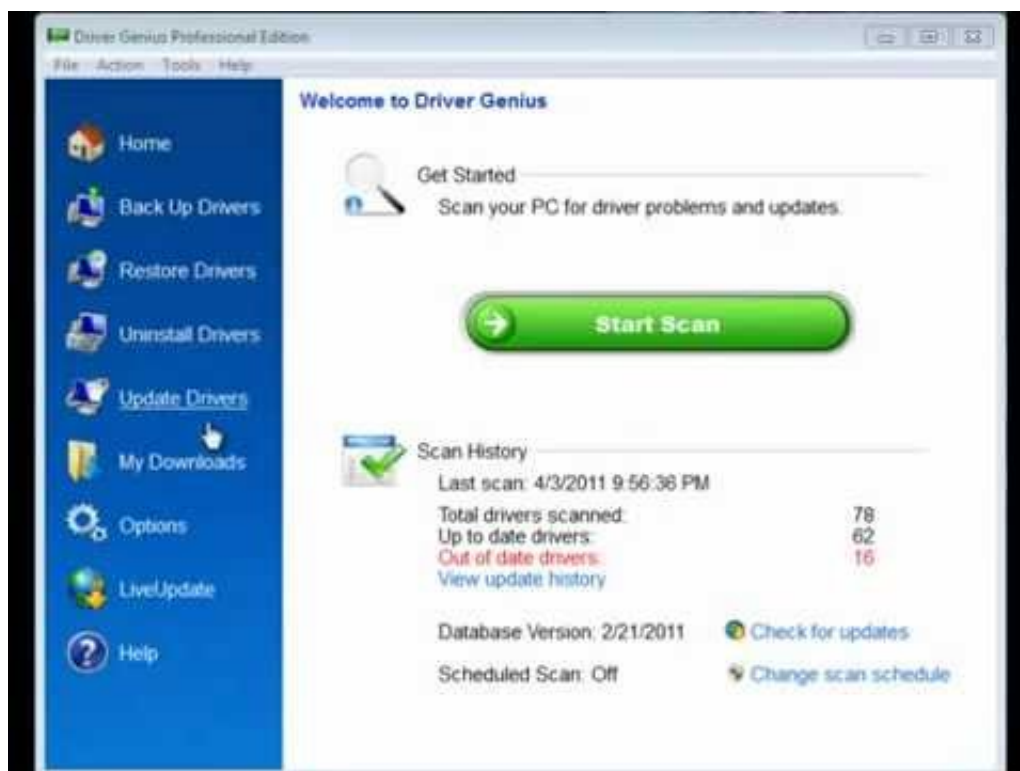 Driver Genius Professional Edition
File Action Tools Help
Welcome to Driver Genius
Home
Back Up Drivers
Restore Drivers
Uninstall Drivers
Update Drivers
My Downloads
Options
LiveUpdate
Help
Get Started
Scan your PC for driver problems and updates.
Start Scan
Scan History
Last scan: 4/3/2011 9:56:36 PM
Total drivers scanned: 78
Up to date drivers: 62
Out of date drivers: 16
View update history
Database Version: 2/21/2011 Check for updates
Scheduled Scan: Off Change scan schedule